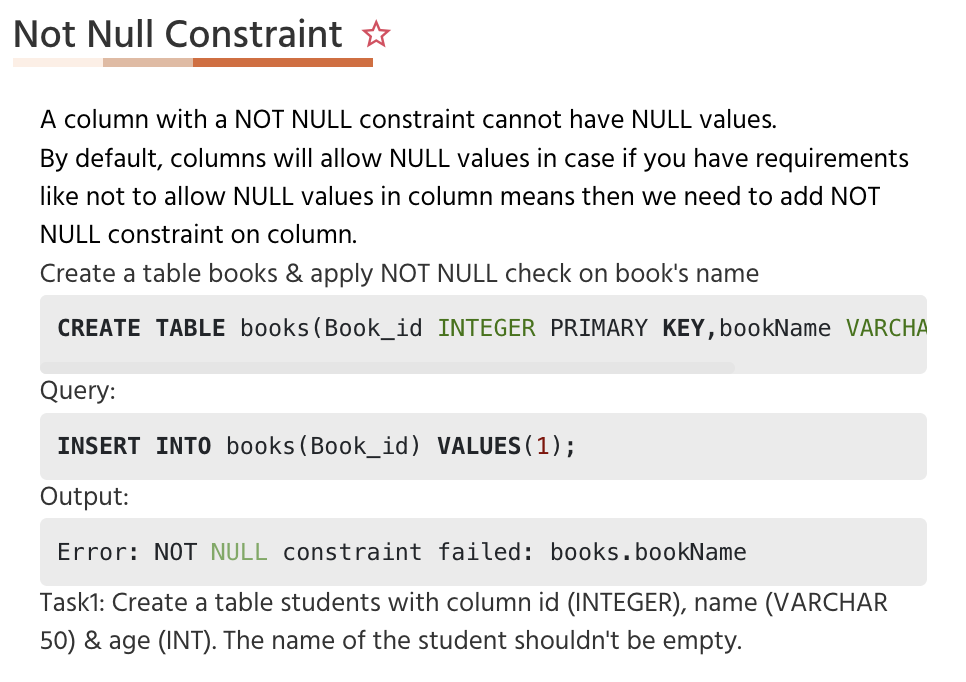 Not Null Constraint
A column with a NOT NULL constraint cannot have NULL values.
By default, columns will allow NULL values in case if you have requirements
like not to allow NULL values in column means then we need to add NOT
NULL constraint on column.
Create a table books & apply NOT NULL check on book's name
CREATE TABLE books(Book_id INTEGER PRIMARY KEY,bookName VARCHA
Query:
INSERT INTO books(Book_id) VALUES(1);
Output:
Error: NOT NULL constraint failed: books.bookName
Task1: Create a table students with column id (INTEGER), name (VARCHAR
50) & age (INT). The name of the student shouldn't be empty.